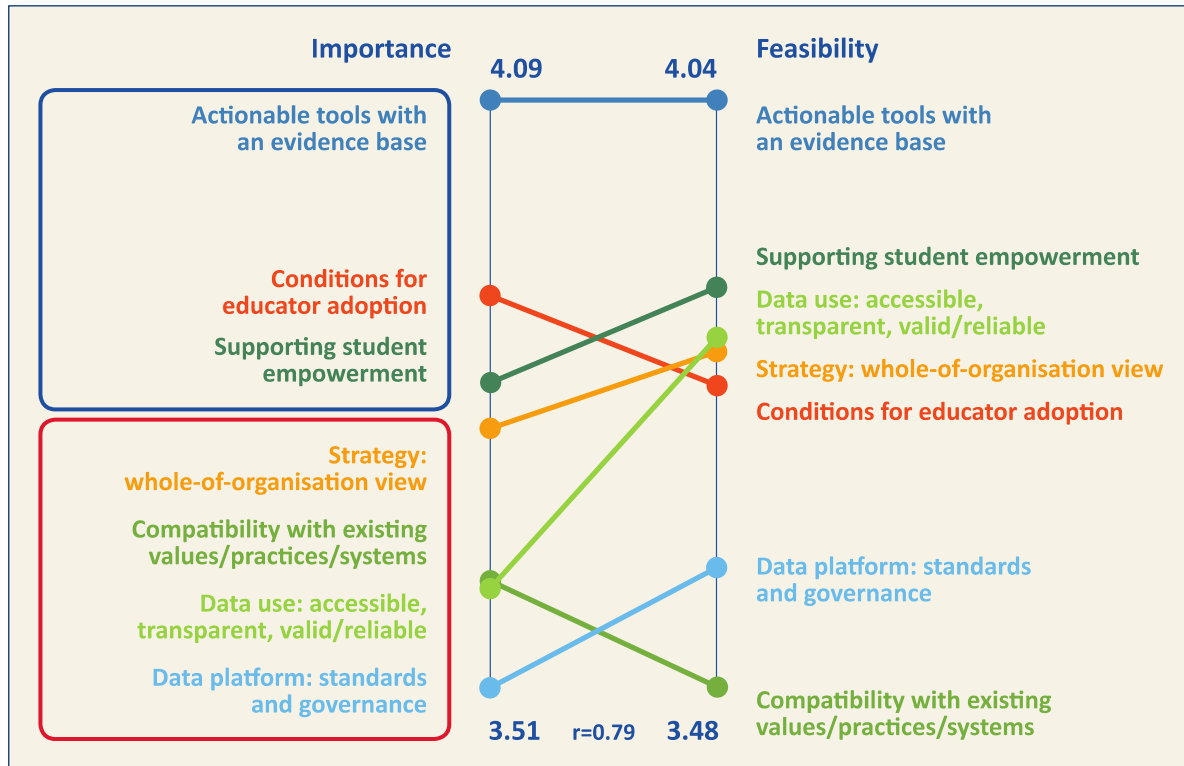 Importance
4.09
4.04
Feasibility
Actionable tools with
an evidence base
Conditions for
educator adoption
Supporting student
empowerment
Strategy:
whole-of-organisation view
Compatibility with existing
values/practices/systems
Data use: accessible,
transparent, valid/reliable
Data platform: standards
and governance
Actionable tools with
an evidence base
Supporting student empowerment
Data use: accessible,
transparent, valid/reliable
Strategy: whole-of-organisation view
Conditions for educator adoption
Data platform: standards
and governance
Compatibility with existing
values/practices/systems
3.51
r=0.79
3.48